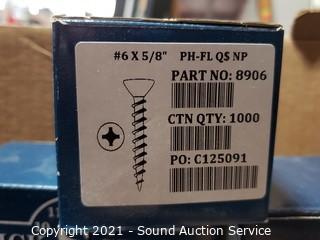 #6 X 5/8" PH-FL QS NP
PART NO: 8906
CTN QTY: 1000
PO: C125091
Copyright 2021 - Sound Auction Service